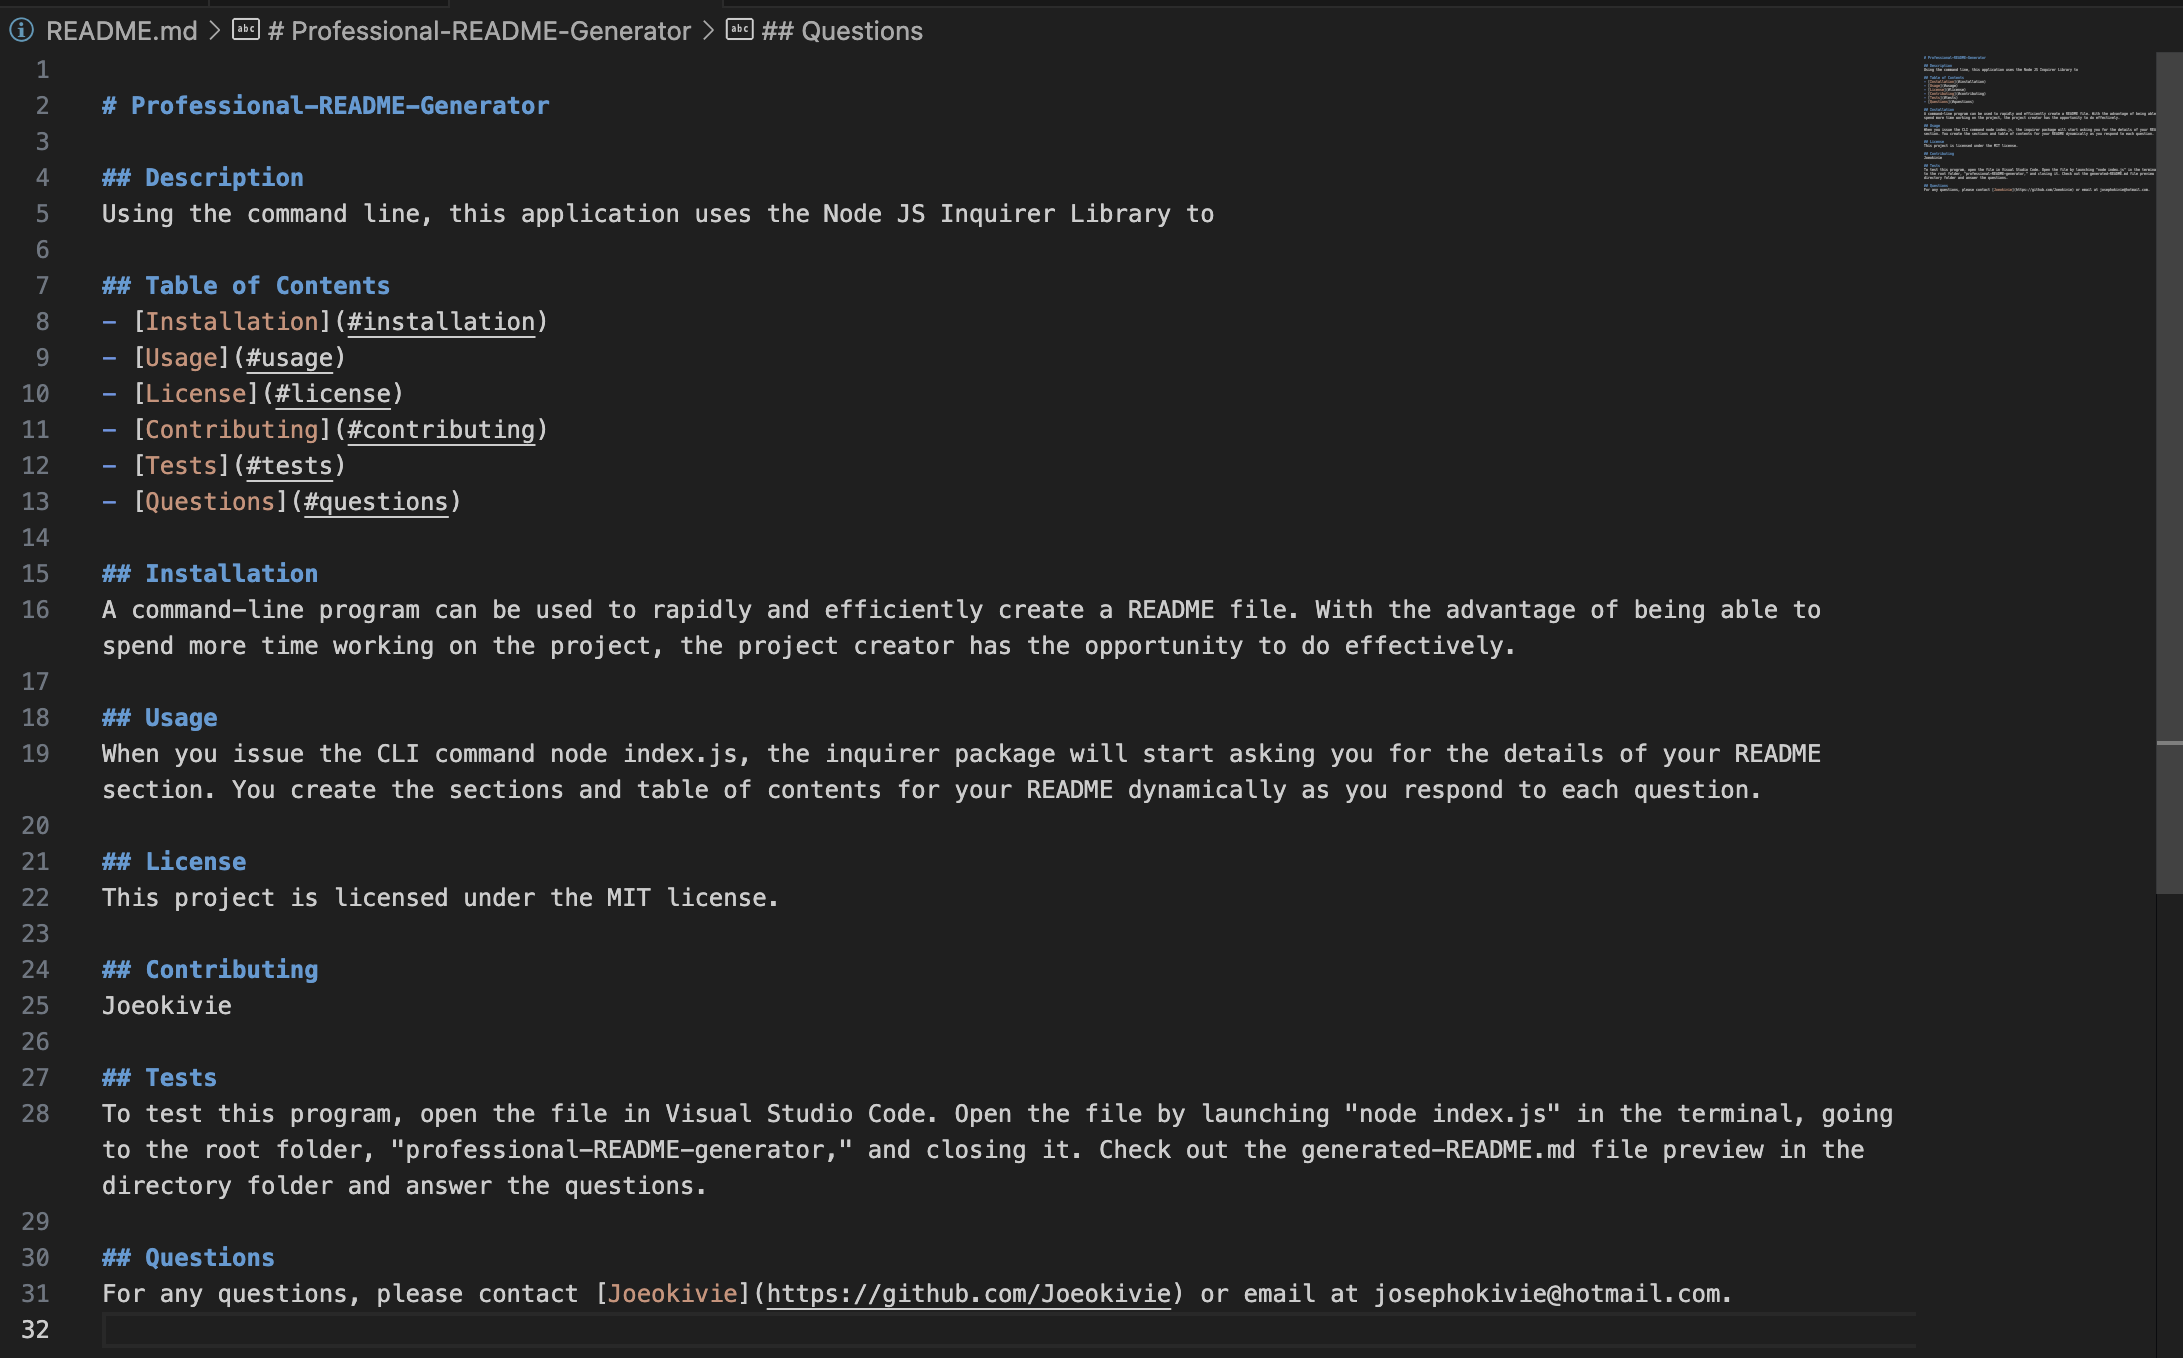 README.md > # Professional-README-Generator > ## Questions
1
2 # Professional-README-Generator
3
4 ## Description
5 Using the command line, this application uses the Node JS Inquirer Library to
6
7 ## Table of Contents
8 - [Installation](#installation)
9 - [Usage](#usage)
10 - [License](#license)
11 - [Contributing](#contributing)
12 - [Tests](#tests)
13 - [Questions](#questions)
14
15 ## Installation
16 A command-line program can be used to rapidly and efficiently create a README file. With the advantage of being able to
spend more time working on the project, the project creator has the opportunity to do effectively.
17
18 ## Usage
19 When you issue the CLI command node index.js, the inquirer package will start asking you for the details of your README
section. You create the sections and table of contents for your README dynamically as you respond to each question.
20
21 ## License
22 This project is licensed under the MIT license.
23
24 ## Contributing
25 Joeokivie
26
27 ## Tests
28 To test this program, open the file in Visual Studio Code. Open the file by launching "node index.js" in the terminal, going
to the root folder, "professional-README-generator," and closing it. Check out the generated-README.md file preview in the
directory folder and answer the questions.
29
30 ## Questions
31 For any questions, please contact [Joeokivie](https://github.com/Joeokivie) or email at josephokivie@hotmail.com.
32